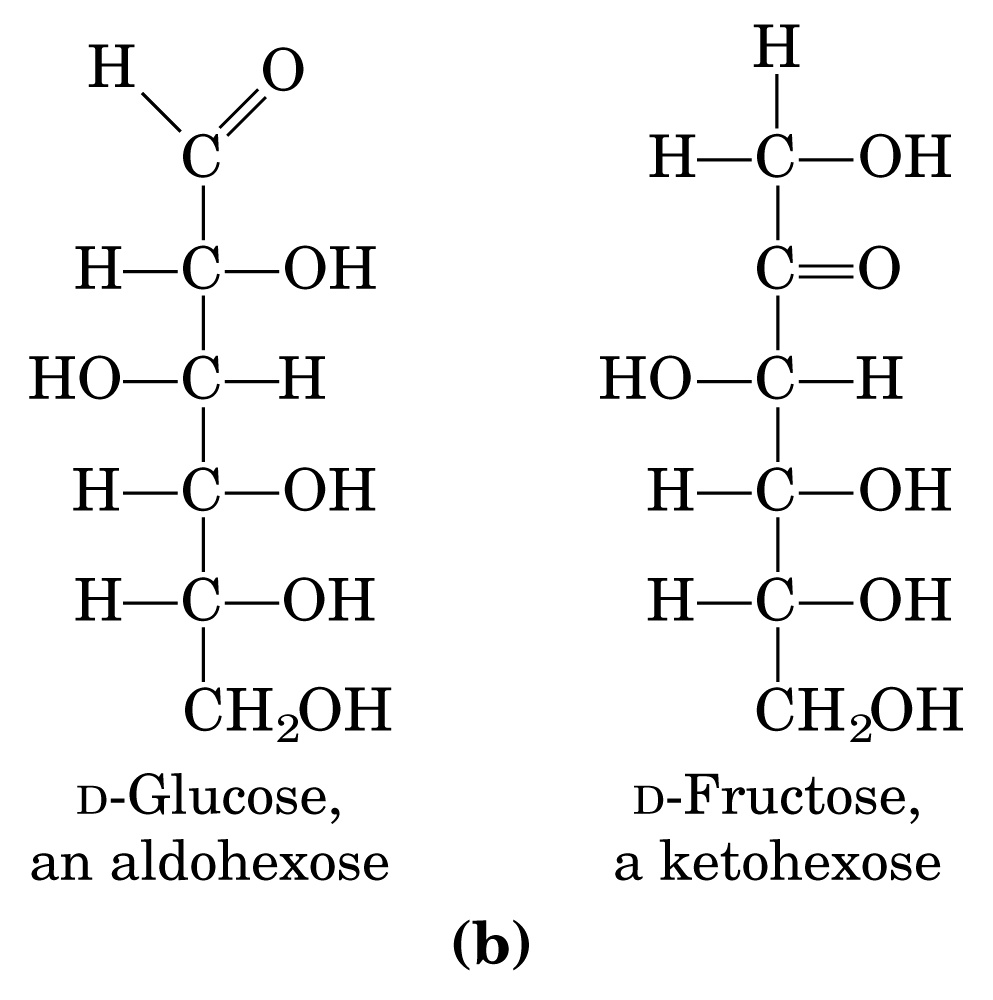 H O
C
H—C—OH
HO—C—H
H—C—OH
H—C—OH
CH₂OH
D-Glucose,
an aldohexose
H
H—C—OH
C=O
HO—C—H
H—C—OH
H—C—OH
CH₂OH
D-Fructose,
a ketohexose
(b)